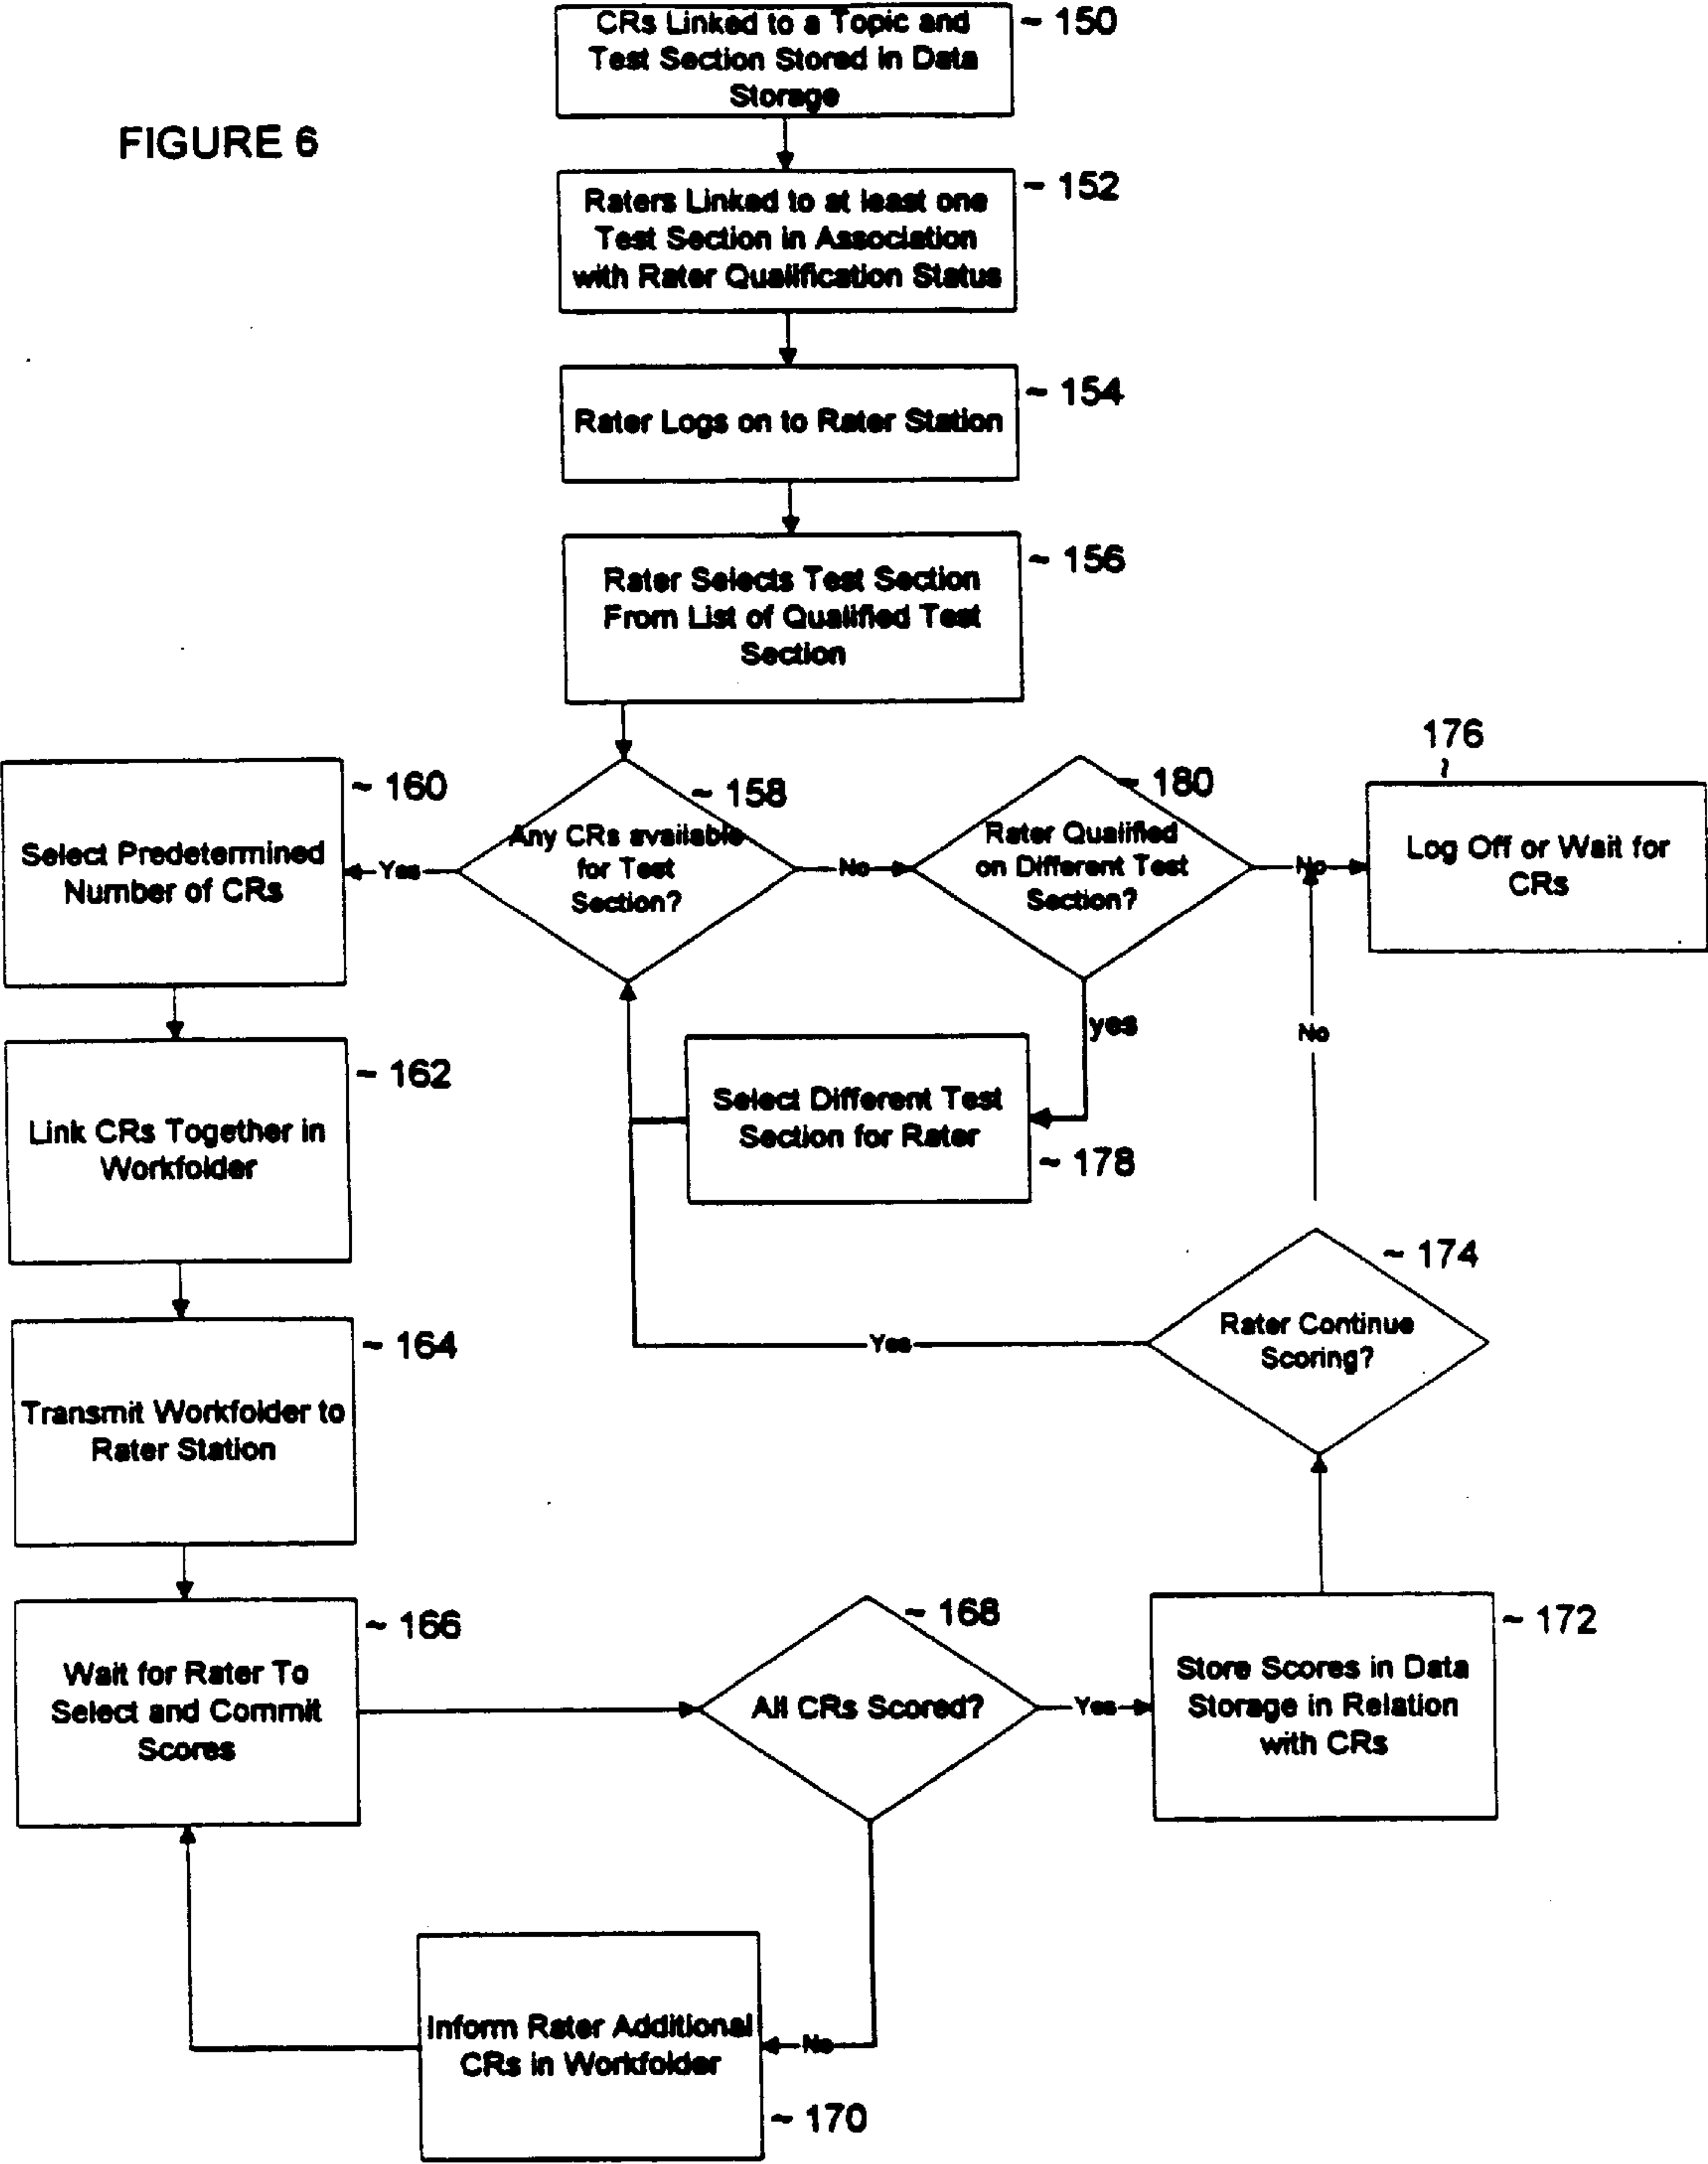 FIGURE 6
CRs Linked to a Topic and
Test Section Stored in Data
Storage
~ 150
Raters Linked to at least one
Test Section in Association
with Rater Qualification Status
~ 152
Rater Logs on to Rater Station
~ 154
Rater Selects Test Section
From List of Qualified Test
Section
~ 156
Any CRs available
for Test
Section?
~ 158
Yes
No
Select Predetermined
Number of CRs
~ 160
Rater Qualified
on Different Test
Section?
~ 180
No
yes
176
~
Log Off or Wait for
CRs
Link CRs Together in
Workfolder
~ 162
Select Different Test
Section for Rater
~ 178
No
Transmit Workfolder to
Rater Station
~ 164
Rater Continue
Scoring?
~ 174
Yes
Wait for Rater To
Select and Commit
Scores
~ 166
All CRs Scored?
~ 168
Yes
Store Scores in Data
Storage in Relation
with CRs
~ 172
No
Inform Rater Additional
CRs in Workfolder
~ 170